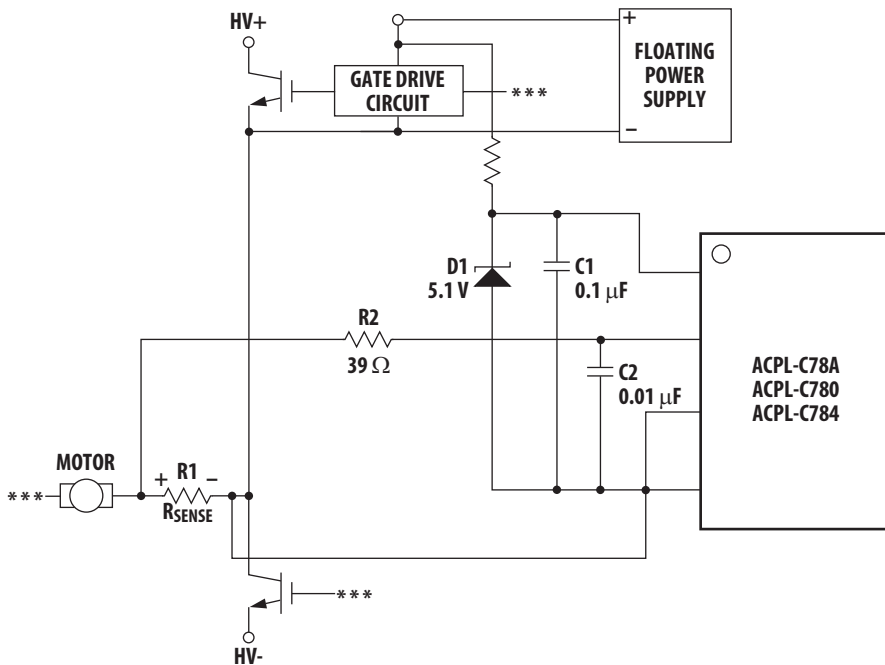 HV+
+
FLOATING
POWER
SUPPLY
GATE DRIVE
CIRCUIT
***
−
D1
5.1 V
C1
0.1 μF
R2
39 Ω
C2
0.01 μF
ACPL-C78A
ACPL-C780
ACPL-C784
MOTOR
+ R1 −
***
RSENSE
***
HV-